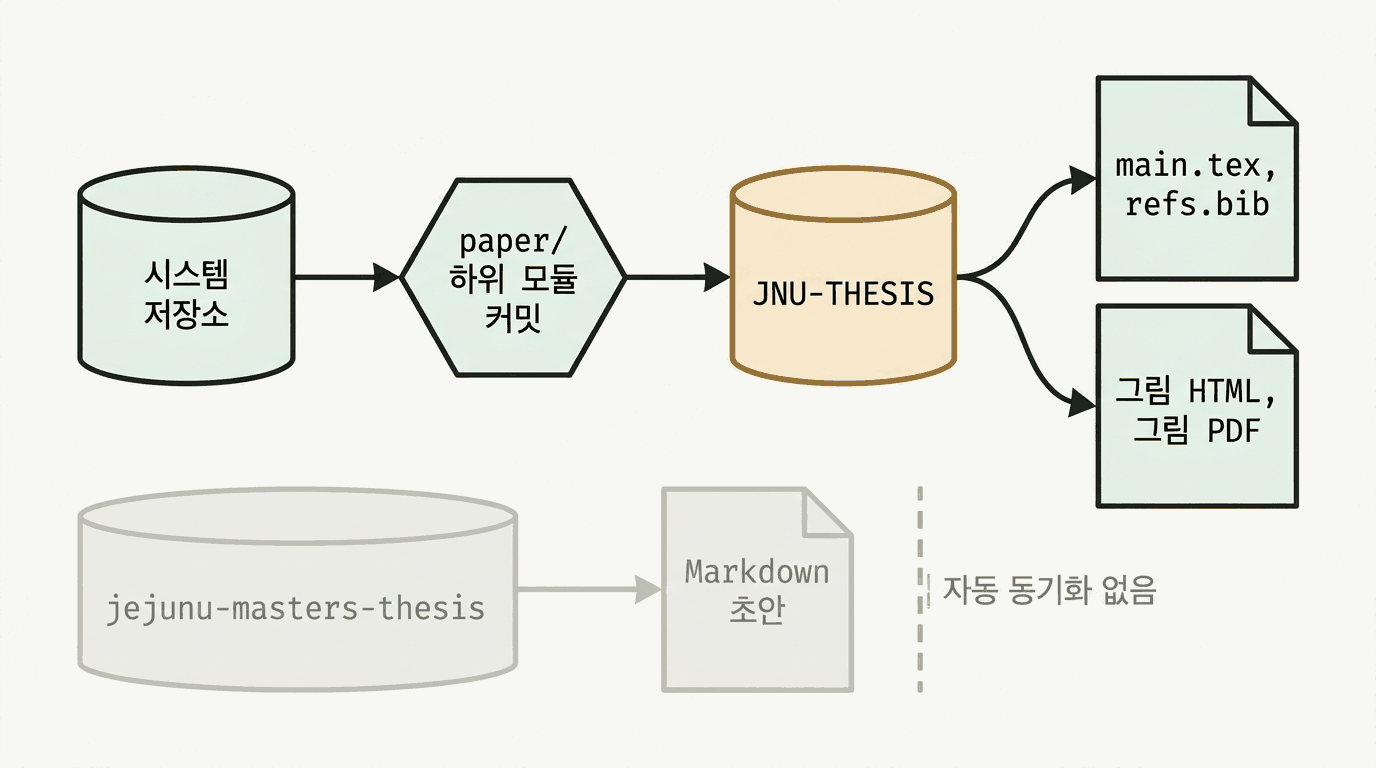 시스템
저장소
paper/
하위 모듈
커밋
JNU-THESIS
main.tex,
refs.bib
그림 HTML,
그림 PDF
jejunu-masters-thesis
Markdown
초안
자동 동기화 없음